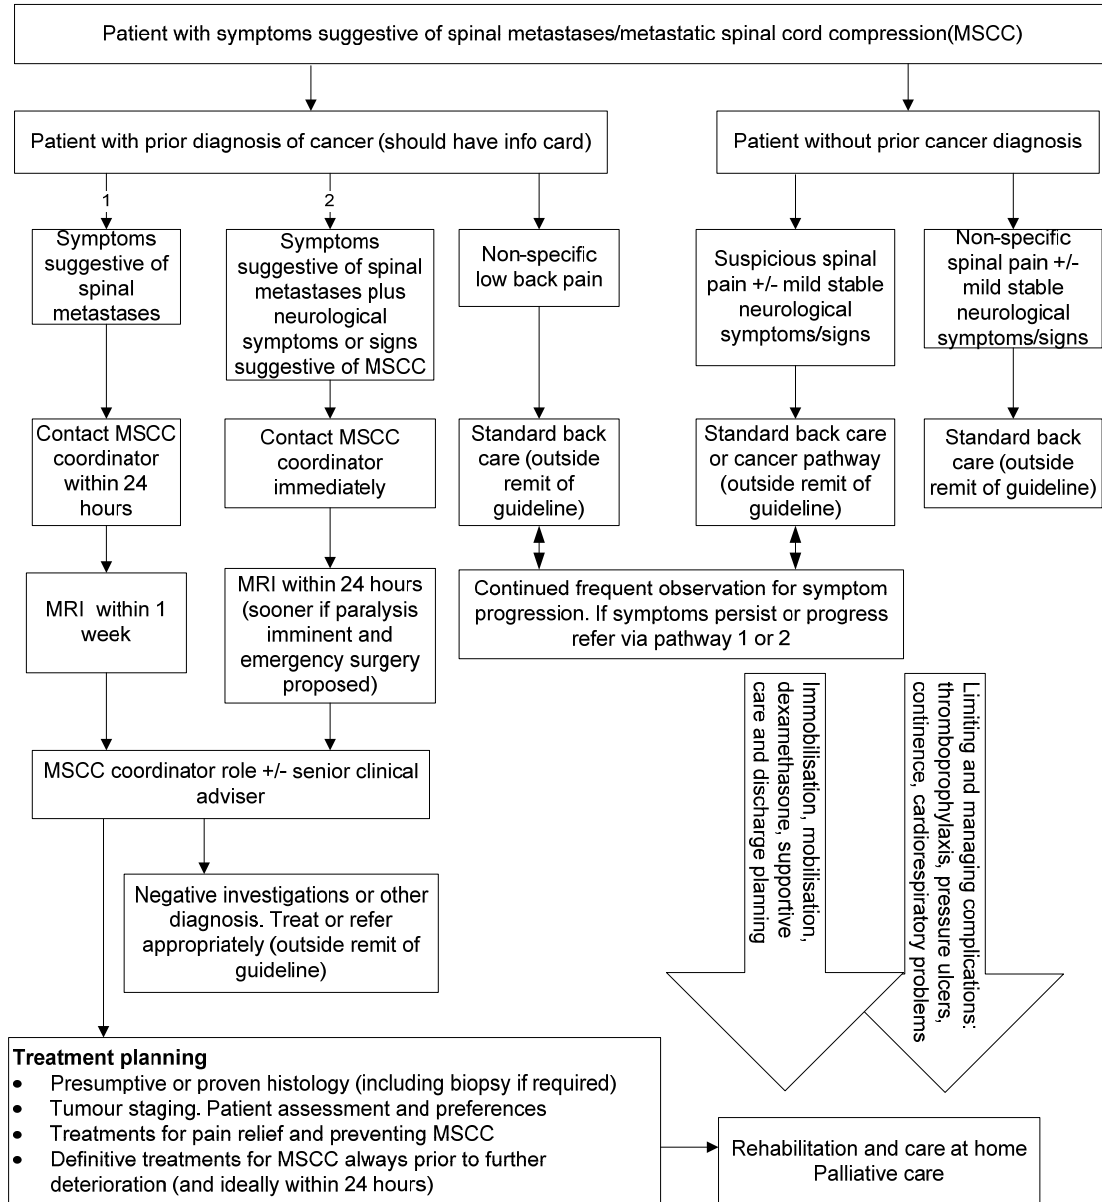 Patient with symptoms suggestive of spinal metastases/metastatic spinal cord compression(MSCC)
Patient with prior diagnosis of cancer (should have info card)
Patient without prior cancer diagnosis
1
2
Symptoms
suggestive of
spinal
metastases
Symptoms
suggestive of spinal
metastases plus
neurological
symptoms or signs
suggestive of MSCC
Non-specific
low back pain
Suspicious spinal
pain +/- mild stable
neurological
symptoms/signs
Non-specific
spinal pain +/-
mild stable
neurological
symptoms/signs
Contact MSCC
coordinator
within 24
hours
Contact MSCC
coordinator
immediately
Standard back
care (outside
remit of
guideline)
Standard back care
or cancer pathway
(outside remit of
guideline)
Standard back
care (outside
remit of guideline)
MRI within 1
week
MRI within 24 hours
(sooner if paralysis
imminent and
emergency surgery
proposed)
Continued frequent observation for symptom
progression. If symptoms persist or progress
refer via pathway 1 or 2
MSCC coordinator role +/- senior clinical
adviser
Negative investigations or other
diagnosis. Treat or refer
appropriately (outside remit of
guideline)
Immobilisation, mobilisation,
dexamethasone, supportive
care and discharge planning
Limiting and managing complications:
thromboprophylaxis, pressure ulcers,
continence, cardiorespiratory problems
Treatment planning
• Presumptive or proven histology (including biopsy if required)
• Tumour staging. Patient assessment and preferences
• Treatments for pain relief and preventing MSCC
• Definitive treatments for MSCC always prior to further
deterioration (and ideally within 24 hours)
Rehabilitation and care at home
Palliative care